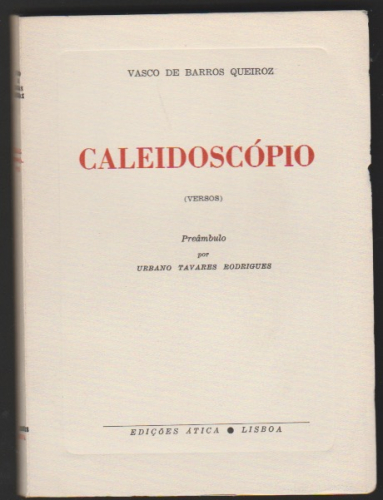 VASCO DE BARROS QUEIROZ
CALEIDOSCÓPIO
(VERSOS)
Preâmbulo
por
URBANO TAVARES RODRIGUES
EDIÇÕES ÁTICA ● LISBOA